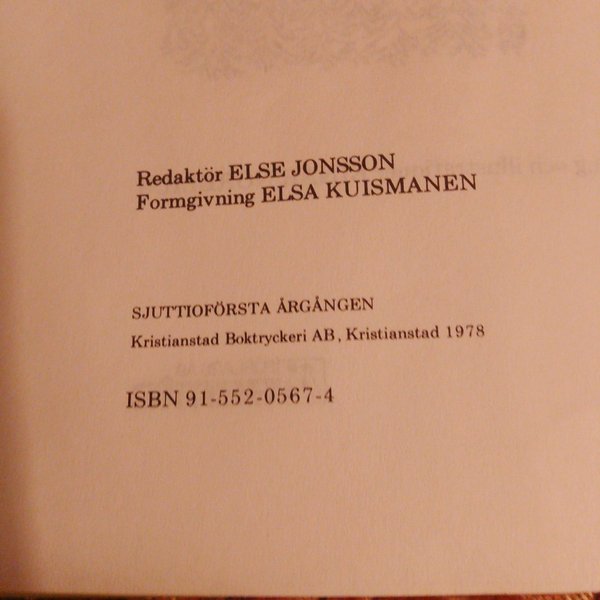 Redaktör ELSE JONSSON
Formgivning ELSA KUISMANEN
SJUTTIOFÖRSTA ÅRGÅNGEN
Kristianstad Boktryckeri AB, Kristianstad 1978
ISBN 91-552-0567-4